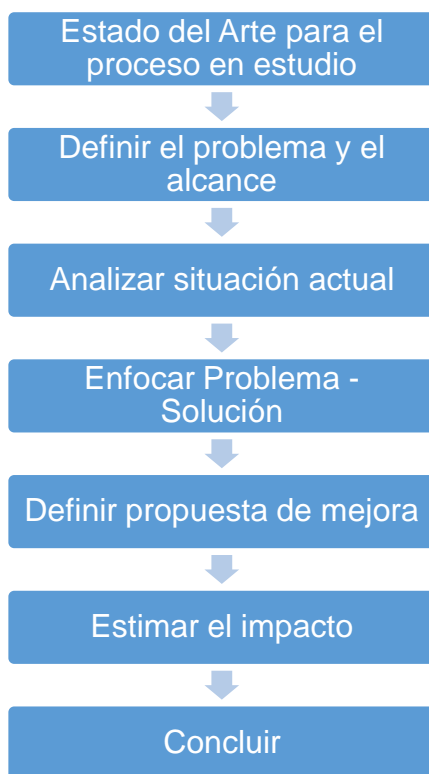 Estado del Arte para el
proceso en estudio
Definir el problema y el
alcance
Analizar situación actual
Enfocar Problema -
Solución
Definir propuesta de mejora
Estimar el impacto
Concluir